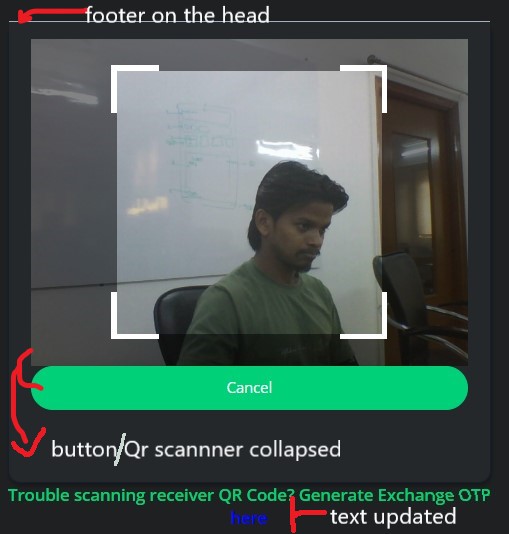 footer on the head
Cancel
button/Qr scannner collapsed
Trouble scanning receiver QR Code? Generate Exchange OTP
here
text updated